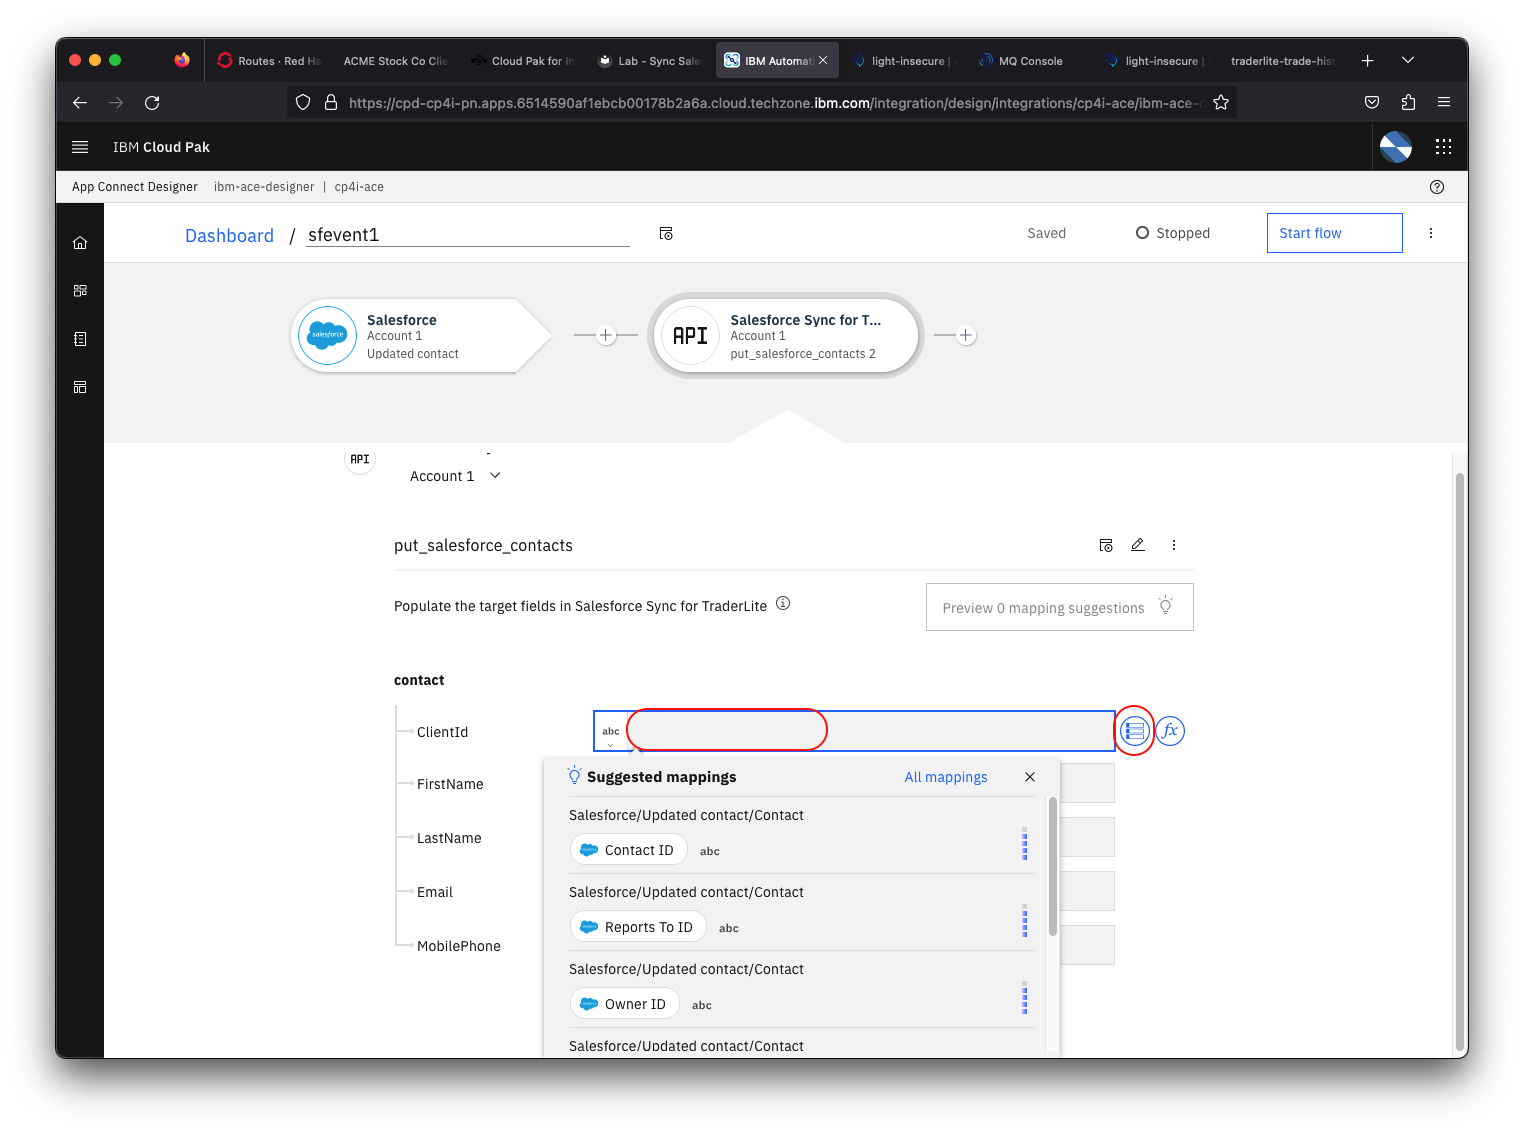 Routes · Red Ha
ACME Stock Co Clie
Cloud Pak for In
Lab - Sync Sale
IBM Automati
light-insecure |
MQ Console
light-insecure |
traderlite-trade-hist
https://cpd-cp4i-pn.apps.6514590af1ebcb00178b2a6a.cloud.techzone.ibm.com/integration/design/integrations/cp4i-ace/ibm-ace-
IBM Cloud Pak
App Connect Designer ibm-ace-designer | cp4i-ace
Dashboard / sfevent1
Saved
Stopped
Start flow
salesforce
Salesforce
Account 1
Updated contact
API
Salesforce Sync for T...
Account 1
put_salesforce_contacts 2
API
Account 1
put_salesforce_contacts
Populate the target fields in Salesforce Sync for TraderLite
Preview 0 mapping suggestions
contact
ClientId
abc
fx
FirstName
LastName
Email
MobilePhone
Suggested mappings
All mappings
Salesforce/Updated contact/Contact
Contact ID abc
Salesforce/Updated contact/Contact
Reports To ID abc
Salesforce/Updated contact/Contact
Owner ID abc
Salesforce/Updated contact/Contact